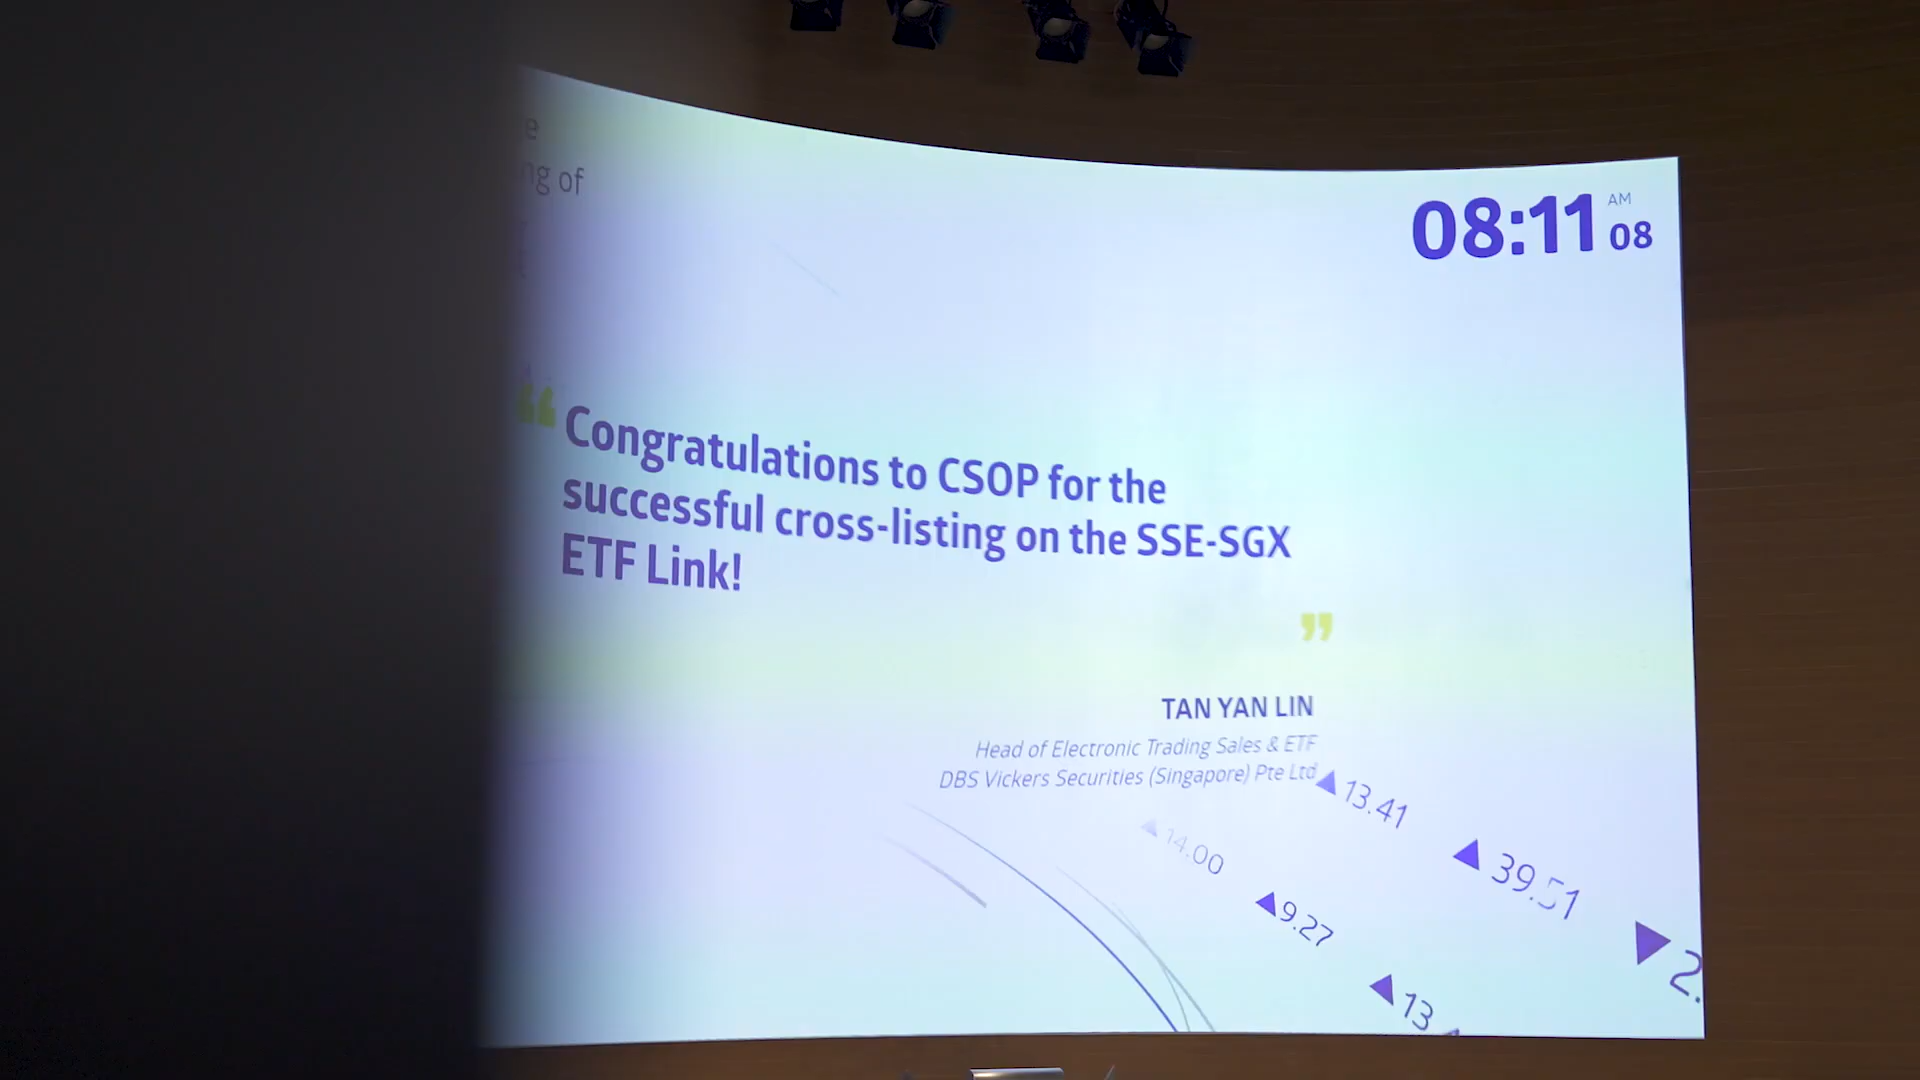 ng of
08:11
AM
08
“ Congratulations to CSOP for the
successful cross-listing on the SSE-SGX
ETF Link!
”
TAN YAN LIN
Head of Electronic Trading Sales & ETF
DBS Vickers Securities (Singapore) Pte Ltd
▲ 13.41
▲ 14.00
▲ 39.51
◀ 9.27
▶ 2.
◀ 13